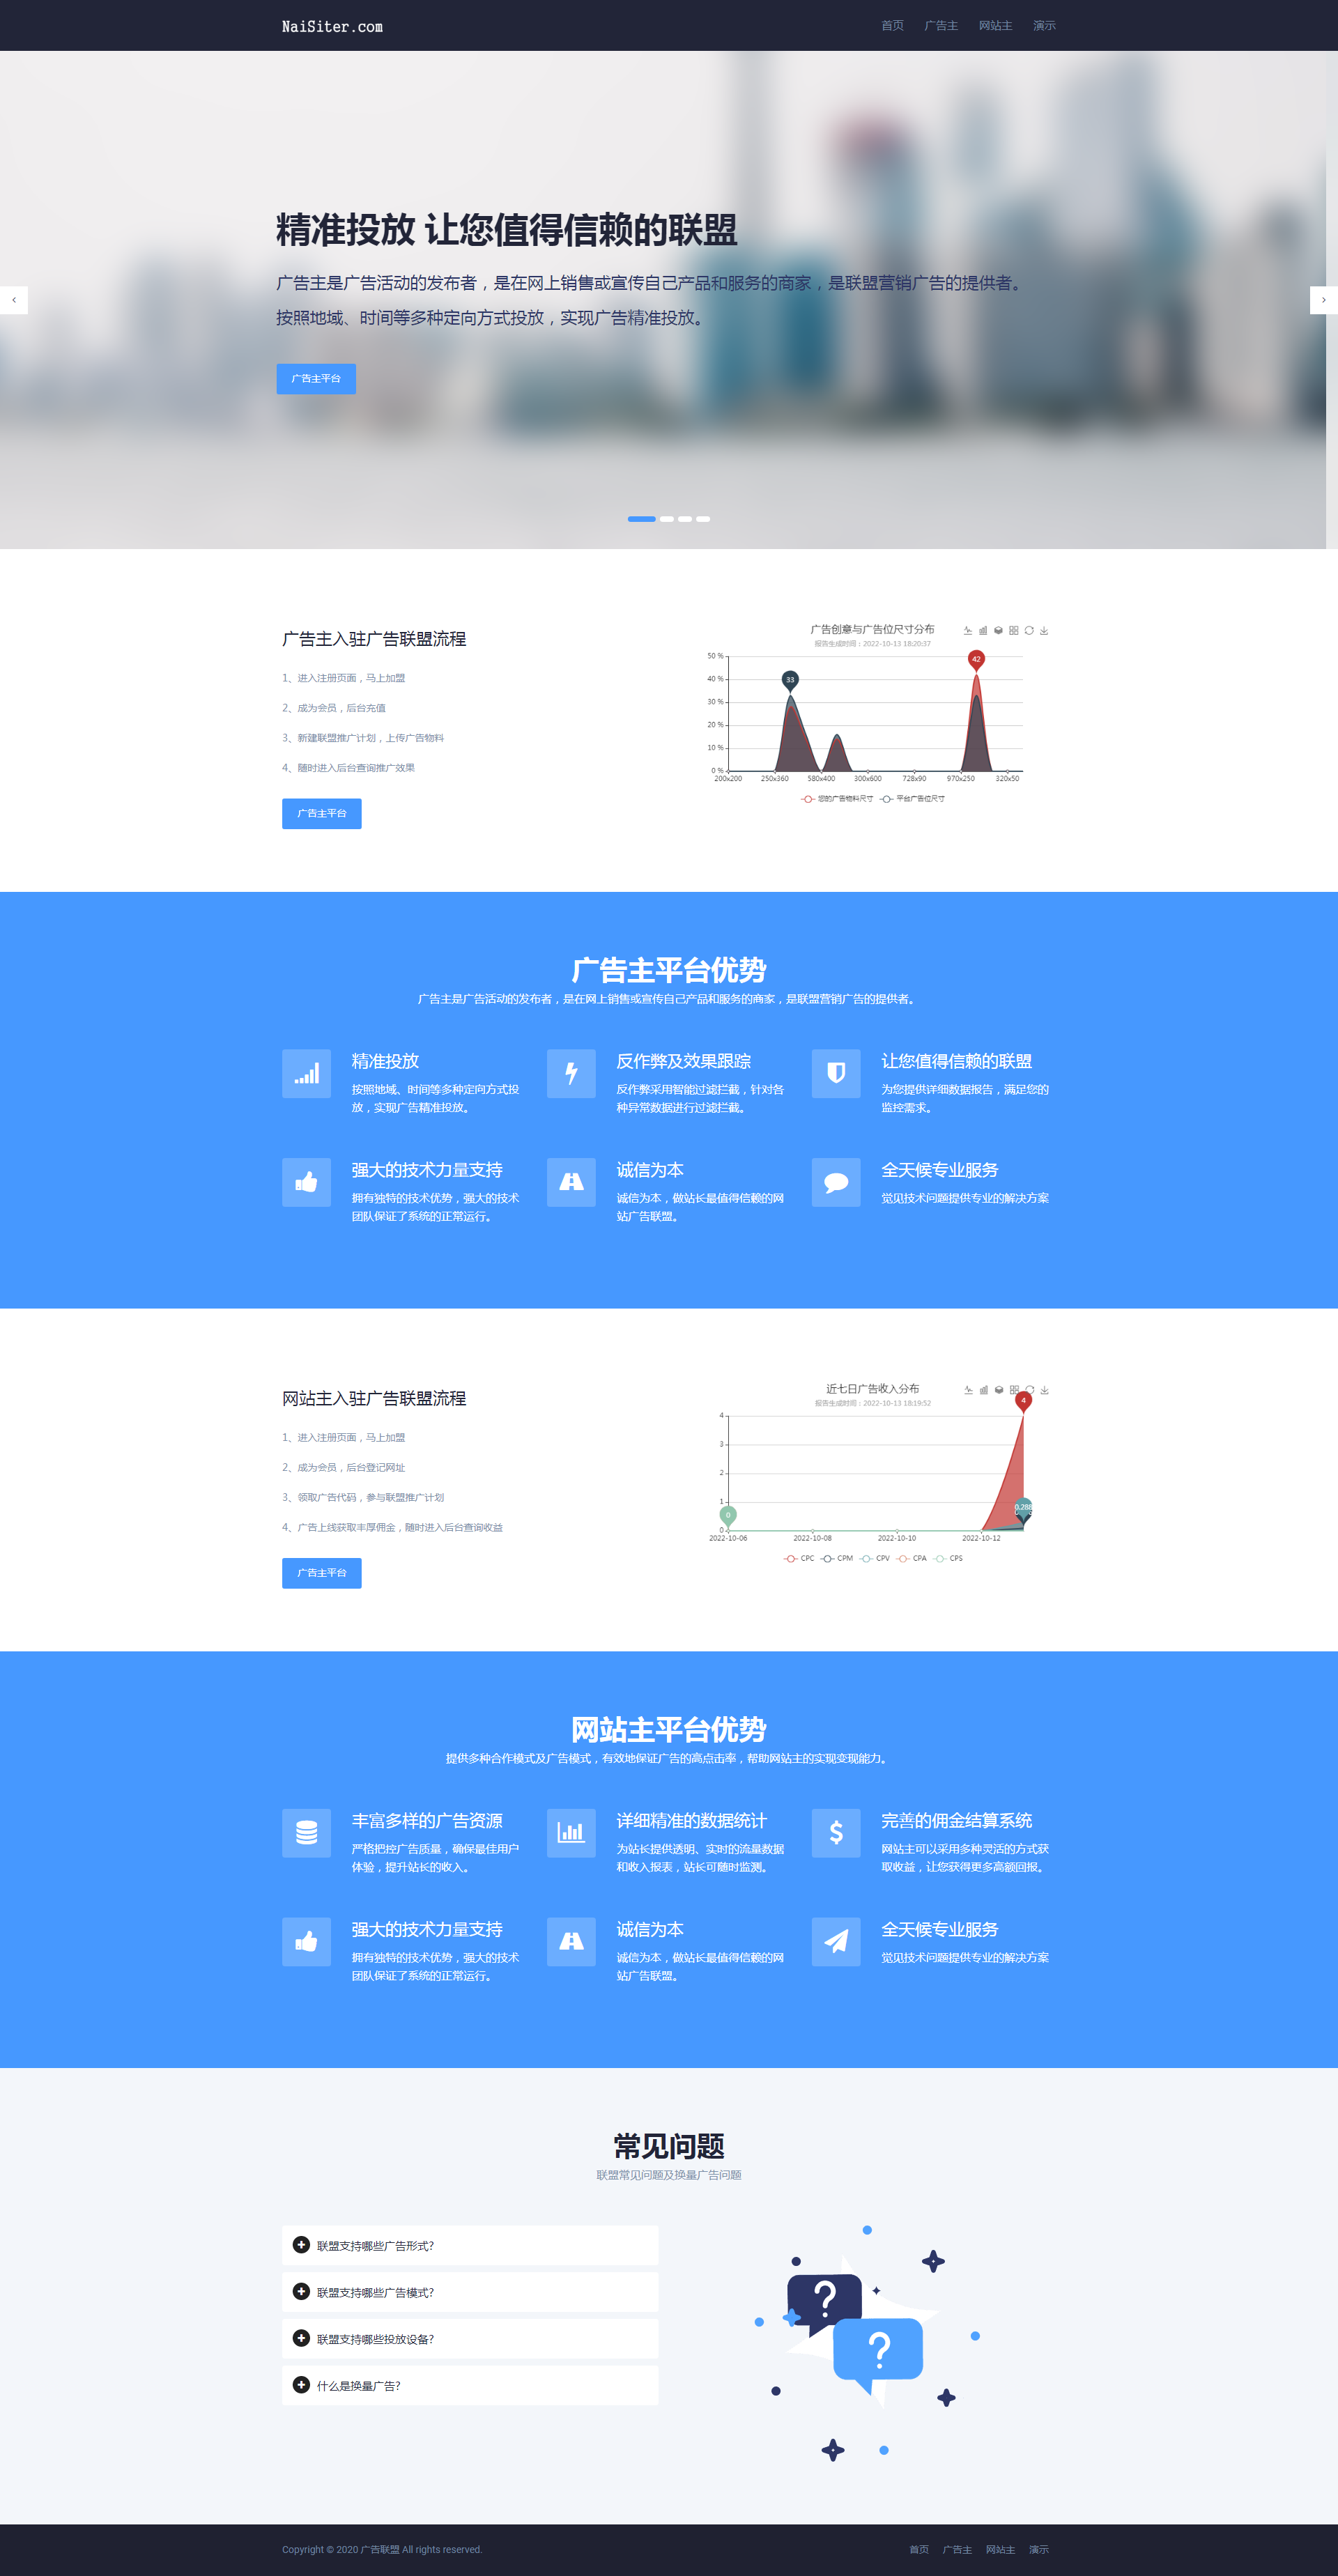 NaiSiter.com
首页 广告主 网站主 演示
精准投放 让您值得信赖的联盟
广告主是广告活动的发布者，是在网上销售或宣传自己产品和服务的商家，是联盟营销广告的提供者。
按照地域、时间等多种定向方式投放，实现广告精准投放。
广告主平台
广告主入驻广告联盟流程
1、进入注册页面，马上加盟
2、成为会员，后台充值
3、新建联盟推广计划，上传广告物料
4、随时进入后台查询推广效果
广告主平台
广告创意与广告位尺寸分布
报告生成时间：2022-10-13 18:20:37
50 %
40 %
30 %
20 %
10 %
0 %
33
42
200x200 250x360 580x400 300x600 728x90 970x250 320x50
您的广告物料尺寸 平台广告位尺寸
广告主平台优势
广告主是广告活动的发布者，是在网上销售或宣传自己产品和服务的商家，是联盟营销广告的提供者。
精准投放
按照地域、时间等多种定向方式投
放，实现广告精准投放。
反作弊及效果跟踪
反作弊采用智能过滤拦截，针对各
种异常数据进行过滤拦截。
让您值得信赖的联盟
为您提供详细数据报告，满足您的
监控需求。
强大的技术力量支持
拥有独特的技术优势，强大的技术
团队保证了系统的正常运行。
诚信为本
诚信为本，做站长最值得信赖的网
站广告联盟。
全天候专业服务
觉见技术问题提供专业的解决方案
网站主入驻广告联盟流程
1、进入注册页面，马上加盟
2、成为会员，后台登记网址
3、领取广告代码，参与联盟推广计划
4、广告上线获取丰厚佣金，随时进入后台查询收益
广告主平台
近七日广告收入分布
报告生成时间：2022-10-13 18:19:52
4
3
2
1
0
0
4
0.288
2022-10-06 2022-10-08 2022-10-10 2022-10-12
CPC CPM CPV CPA CPS
网站主平台优势
提供多种合作模式及广告模式，有效地保证广告的高点击率，帮助网站主的实现变现能力。
丰富多样的广告资源
严格把控广告质量，确保最佳用户
体验，提升站长的收入。
详细精准的数据统计
为站长提供透明、实时的流量数据
和收入报表，站长可随时监测。
完善的佣金结算系统
网站主可以采用多种灵活的方式获
取收益，让您获得更多高额回报。
强大的技术力量支持
拥有独特的技术优势，强大的技术
团队保证了系统的正常运行。
诚信为本
诚信为本，做站长最值得信赖的网
站广告联盟。
全天候专业服务
觉见技术问题提供专业的解决方案
常见问题
联盟常见问题及换量广告问题
联盟支持哪些广告形式?
联盟支持哪些广告模式?
联盟支持哪些投放设备?
什么是换量广告?
? ?
Copyright © 2020 广告联盟 All rights reserved.
首页 广告主 网站主 演示